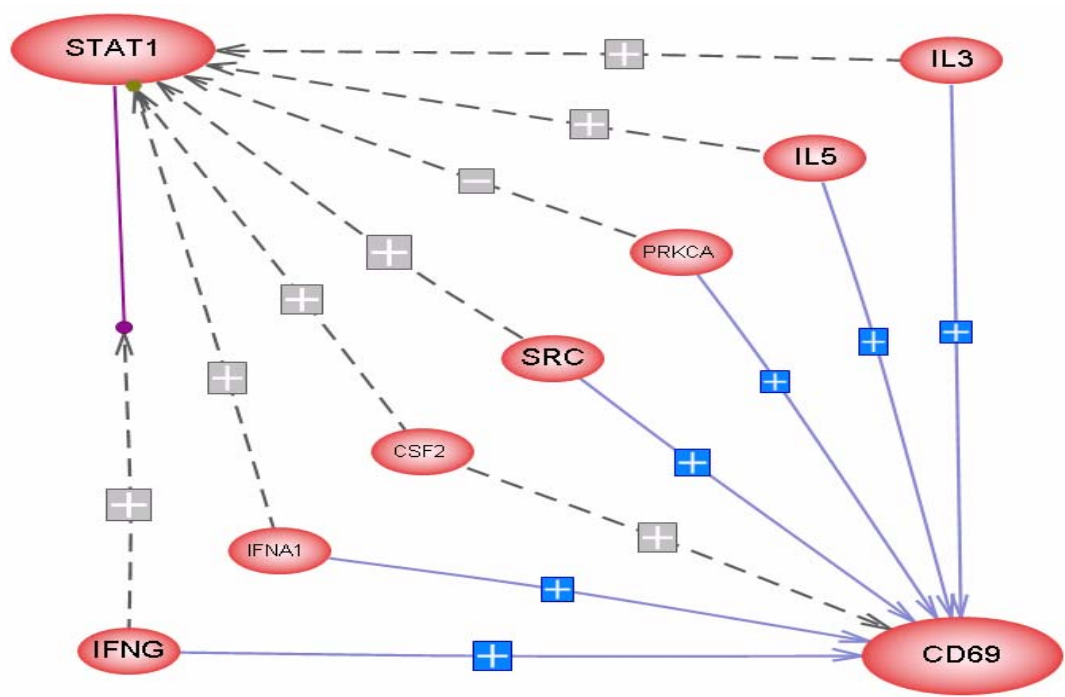 STAT1
IL3
IL5
PRKCA
SRC
CSF2
IFNA1
IFNG
CD69